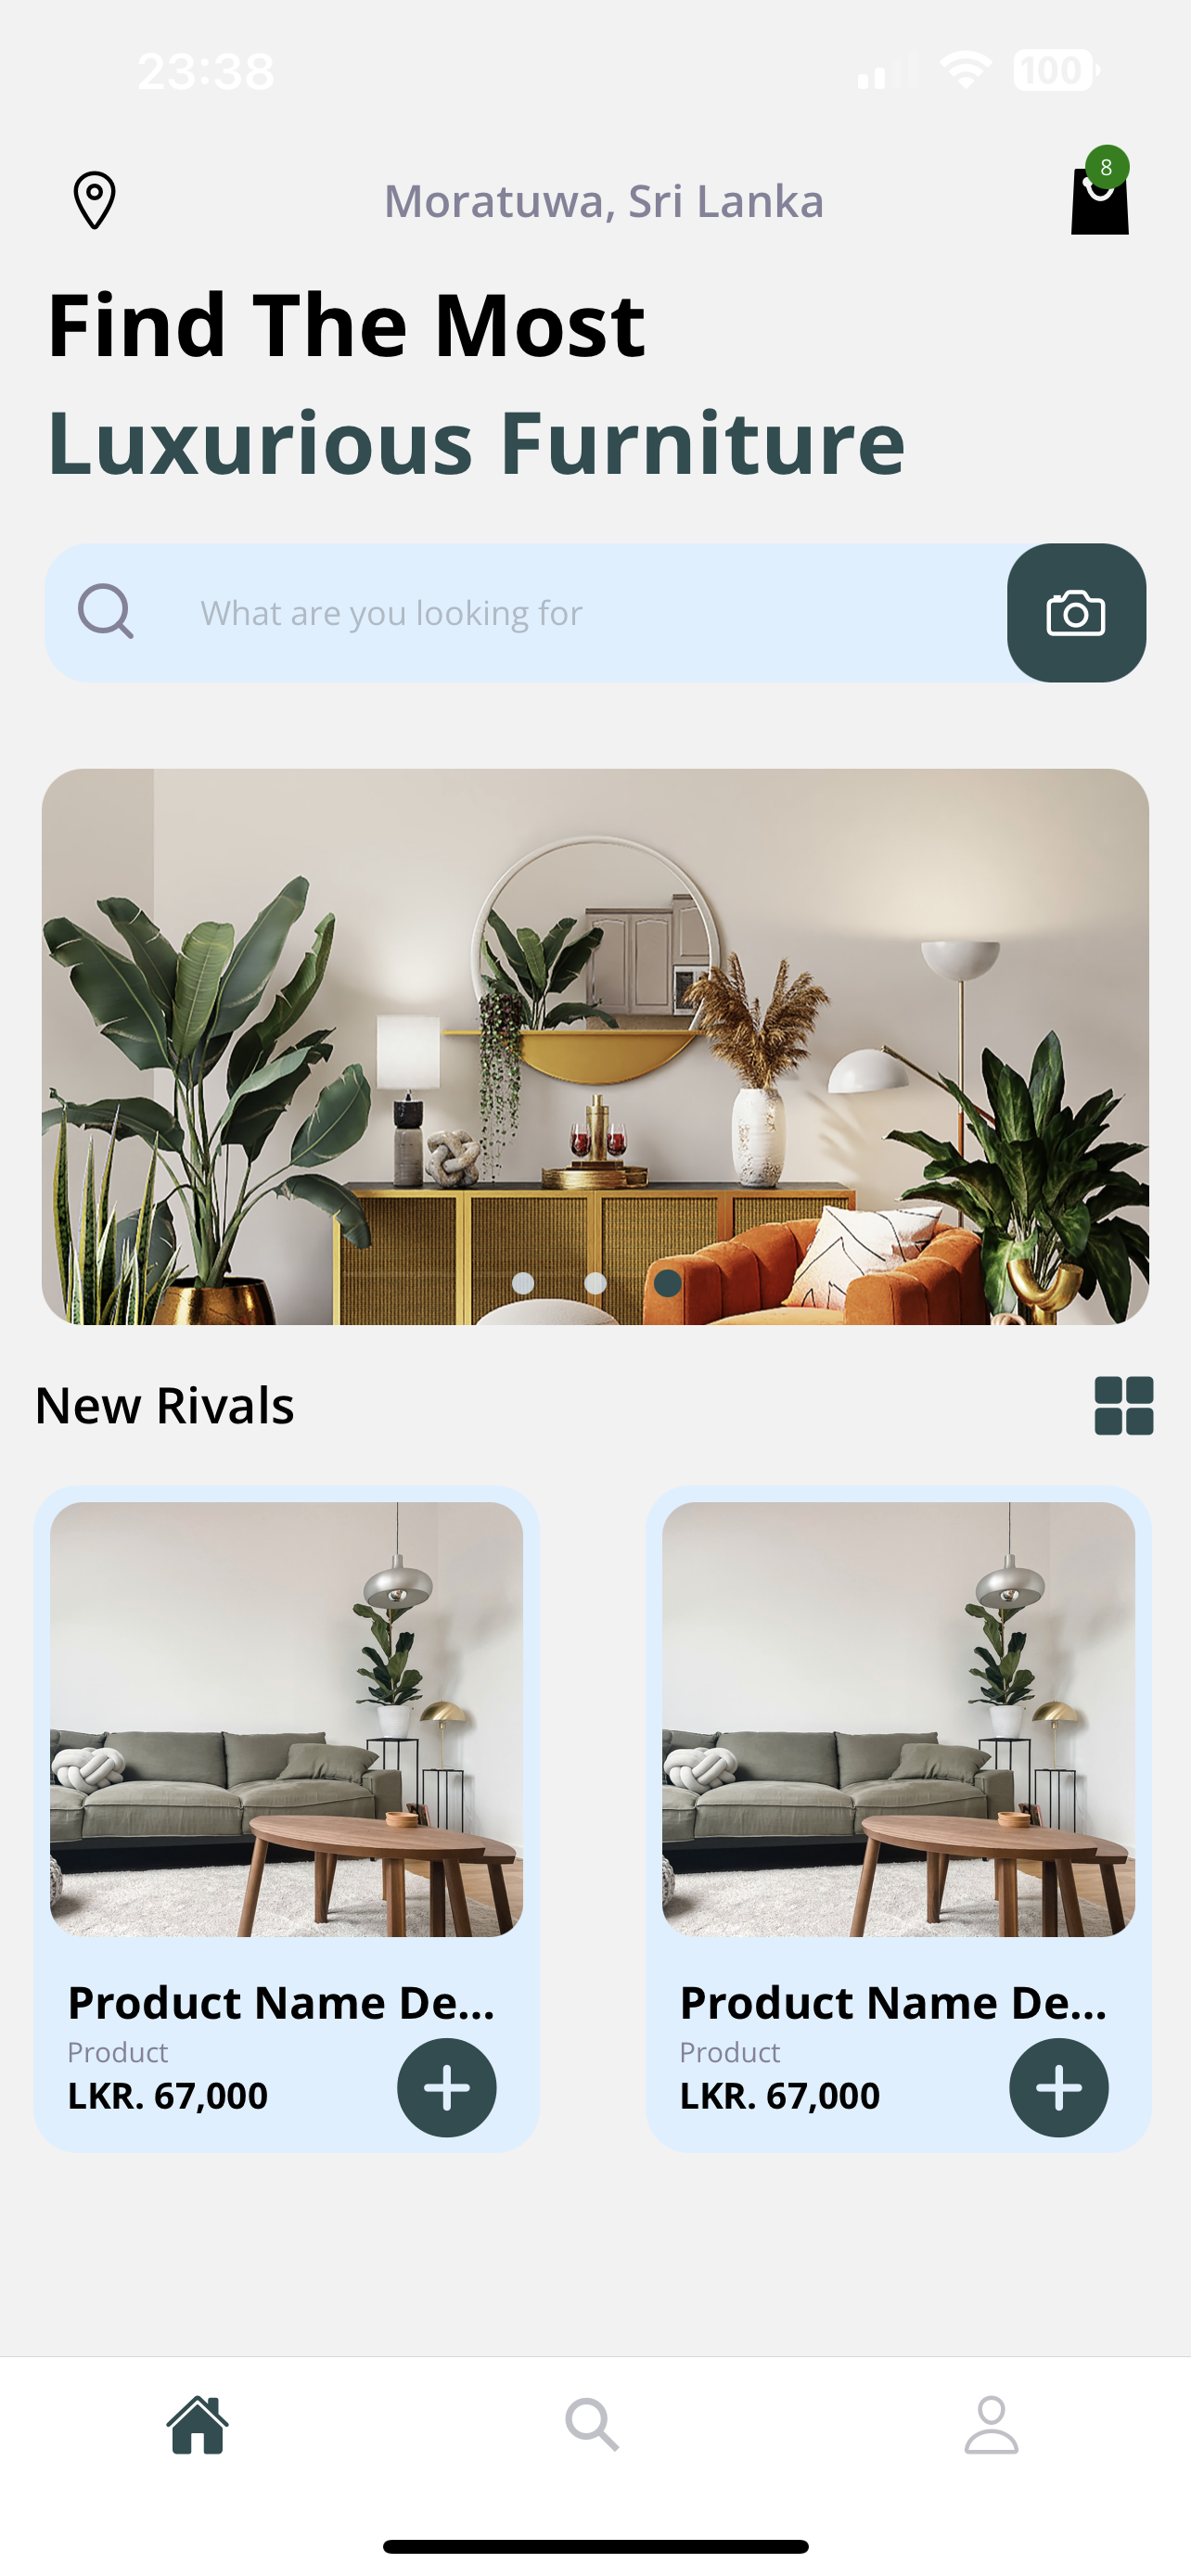 23:38
100
8
Moratuwa, Sri Lanka
Find The Most
Luxurious Furniture
What are you looking for
New Rivals
Product Name De...
Product
LKR. 67,000
Product Name De...
Product
LKR. 67,000